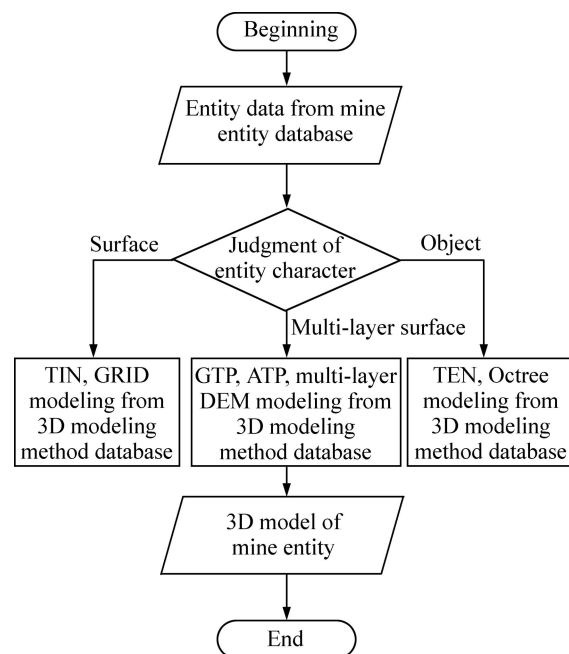 Beginning
Entity data from mine
entity database
Surface
Judgment of
entity character
Object
Multi-layer surface
TIN, GRID
modeling from
3D modeling
method database
GTP, ATP, multi-layer
DEM modeling from
3D modeling
method database
TEN, Octree
modeling from
3D modeling
method database
3D model of
mine entity
End